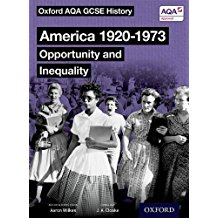 Oxford AQA GCSE History
AQA
America 1920-1973
Opportunity and
Inequality
Aaron Wilkes
J. A. Cloake
OXFORD